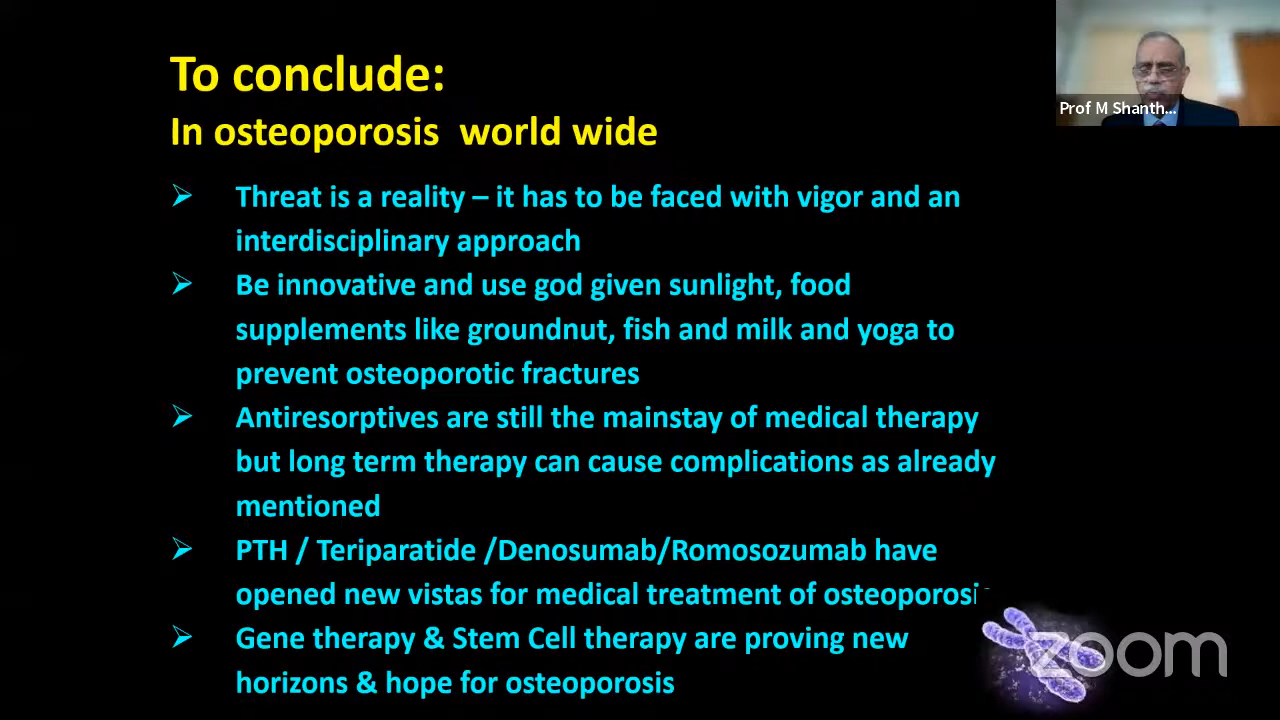 To conclude:
In osteoporosis world wide
Prof M Shanth...
➢ Threat is a reality – it has to be faced with vigor and an
interdisciplinary approach
➢ Be innovative and use god given sunlight, food
supplements like groundnut, fish and milk and yoga to
prevent osteoporotic fractures
➢ Antiresorptives are still the mainstay of medical therapy
but long term therapy can cause complications as already
mentioned
➢ PTH / Teriparatide /Denosumab/Romosozumab have
opened new vistas for medical treatment of osteoporosis
➢ Gene therapy & Stem Cell therapy are proving new
horizons & hope for osteoporosis
zoom